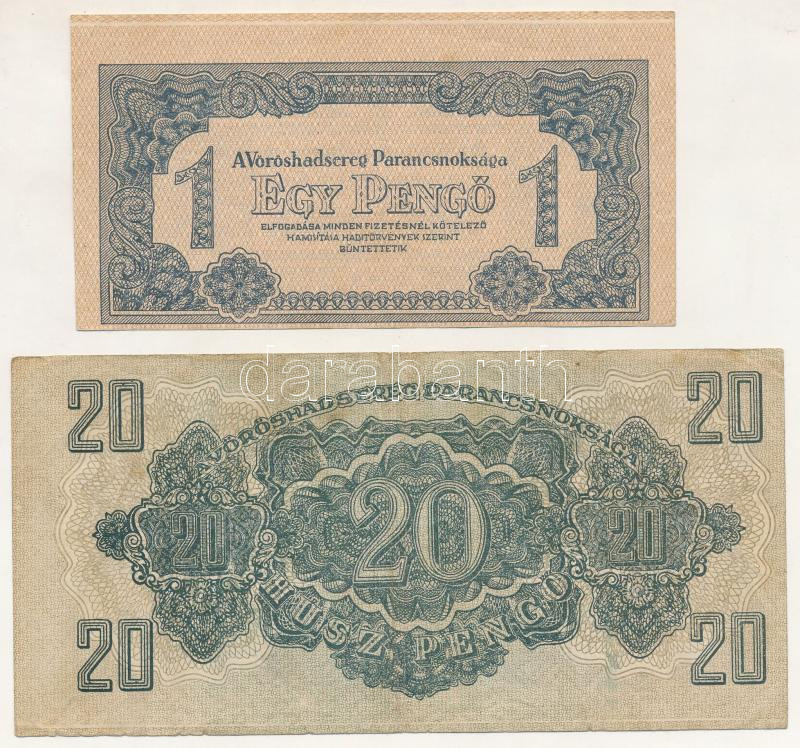 1
A Vöröshadsereg Parancsnoksága
EGY PENGŐ
ELFOGADÁSA MINDEN FIZETÉSNÉL KÖTELEZŐ
HAMISÍTÁSA HADITÖRVÉNYEK SZERINT
BÜNTETTETIK
1
darabanth
20
20
A VÖRÖSHADSEREG PARANCSNOKSÁGA
20
20
20
HÚSZ PENGŐ
20
20